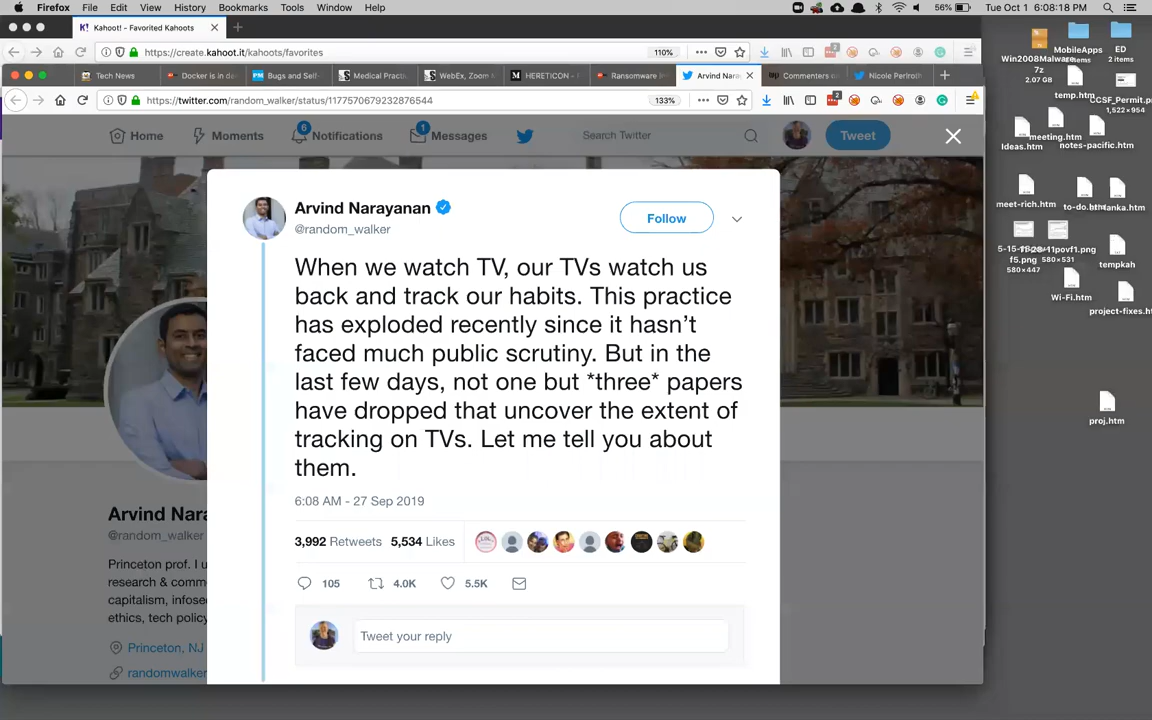 Firefox File Edit View History Bookmarks Tools Window Help 56% Tue Oct 1 6:08:18 PM
Kahoot! - Favorited Kahoots
https://create.kahoot.it/kahoots/favorites 110%
Tech News Docker is in de Bugs and Self- Medical Practi WebEx, Zoom M HERETICON - Ransomware Arvind Nara Commenters Nicole Perlroth
https://twitter.com/random_walker/status/1177570679232876544 133%
Home Moments 6 Notifications 1 Messages Search Twitter Tweet
Arvind Narayanan
@random_walker
Follow
When we watch TV, our TVs watch us
back and track our habits. This practice
has exploded recently since it hasn't
faced much public scrutiny. But in the
last few days, not one but *three* papers
have dropped that uncover the extent of
tracking on TVs. Let me tell you about
them.
6:08 AM - 27 Sep 2019
3,992 Retweets 5,534 Likes
105 4.0K 5.5K
Tweet your reply
Arvind Nara
@random_walker
Princeton prof. I u
research & comm
capitalism, infosec
ethics, tech policy
Princeton, NJ
randomwalker
Win2008Malware
7z
2.07 GB
MobileApps
items
ED
2 items
temp.htm
CCSF_Permit.p
1,522×954
Ideas.htm
meeting.htm
notes-pacific.htm
meet-rich.htm
to-do.htm
lanka.htm
f5.png
580×447
11povf1.png
580×531
tempkah
Wi-Fi.htm
project-fixes.h
proj.htm